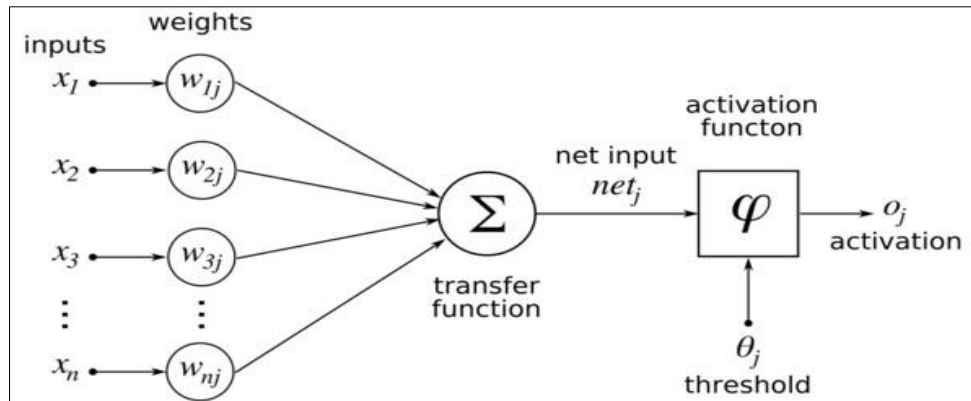 inputs
weights
x1
w1j
x2
w2j
x3
w3j
⋮
⋮
xn
wnj
Σ
transfer
function
net input
netj
activation
functon
φ
oj
activation
θj
threshold